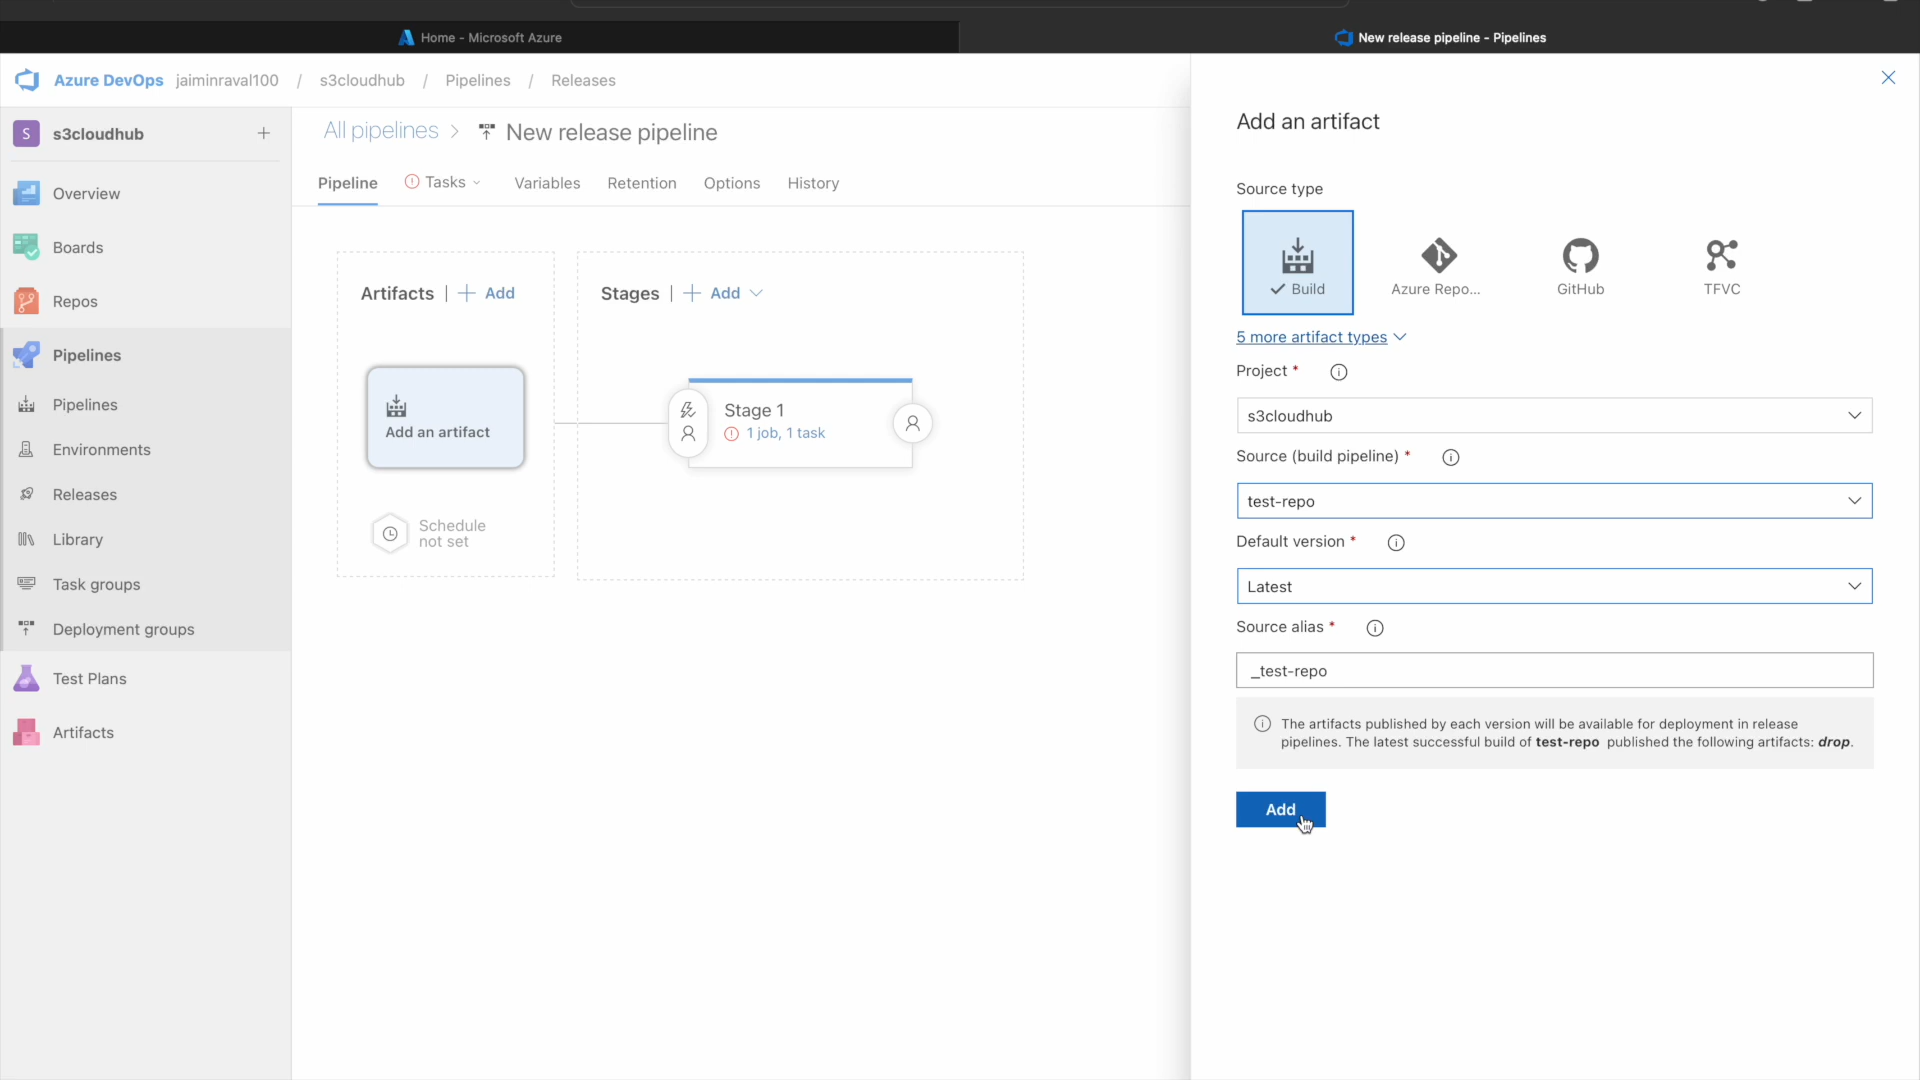 Home - Microsoft Azure
New release pipeline - Pipelines
Azure DevOps jaiminraval100 / s3cloudhub / Pipelines / Releases
S s3cloudhub +
Overview
Boards
Repos
Pipelines
Pipelines
Environments
Releases
Library
Task groups
Deployment groups
Test Plans
Artifacts
All pipelines > New release pipeline
Pipeline Tasks Variables Retention Options History
Artifacts | + Add
Add an artifact
Schedule
not set
Stages | + Add
Stage 1
1 job, 1 task
Add an artifact
Source type
Build
Azure Repo...
GitHub
TFVC
5 more artifact types
Project *
s3cloudhub
Source (build pipeline) *
test-repo
Default version *
Latest
Source alias *
_test-repo
The artifacts published by each version will be available for deployment in release
pipelines. The latest successful build of test-repo published the following artifacts: drop.
Add